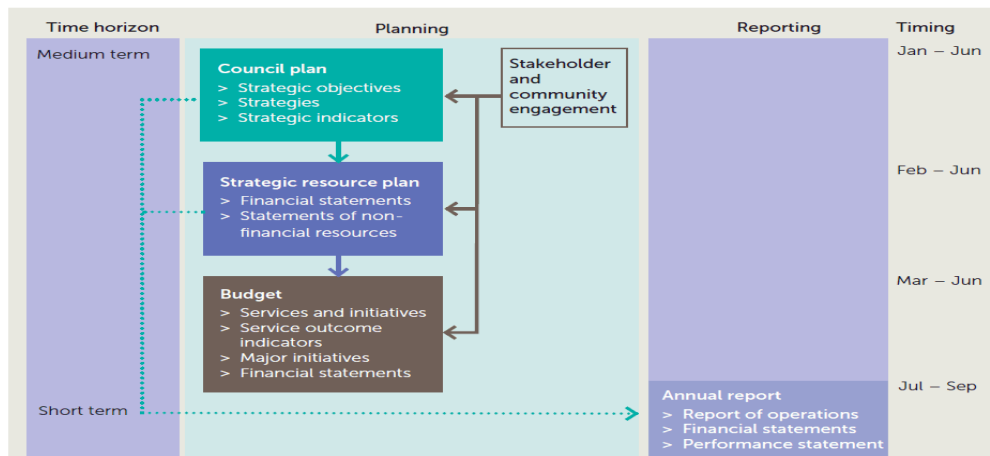 Time horizon
Planning
Reporting
Timing
Medium term
Short term
Council plan
> Strategic objectives
> Strategies
> Strategic indicators
Stakeholder
and
community
engagement
Strategic resource plan
> Financial statements
> Statements of non-
financial resources
Budget
> Services and initiatives
> Service outcome
indicators
> Major initiatives
> Financial statements
Annual report
> Report of operations
> Financial statements
> Performance statement
Jan – Jun
Feb – Jun
Mar – Jun
Jul – Sep